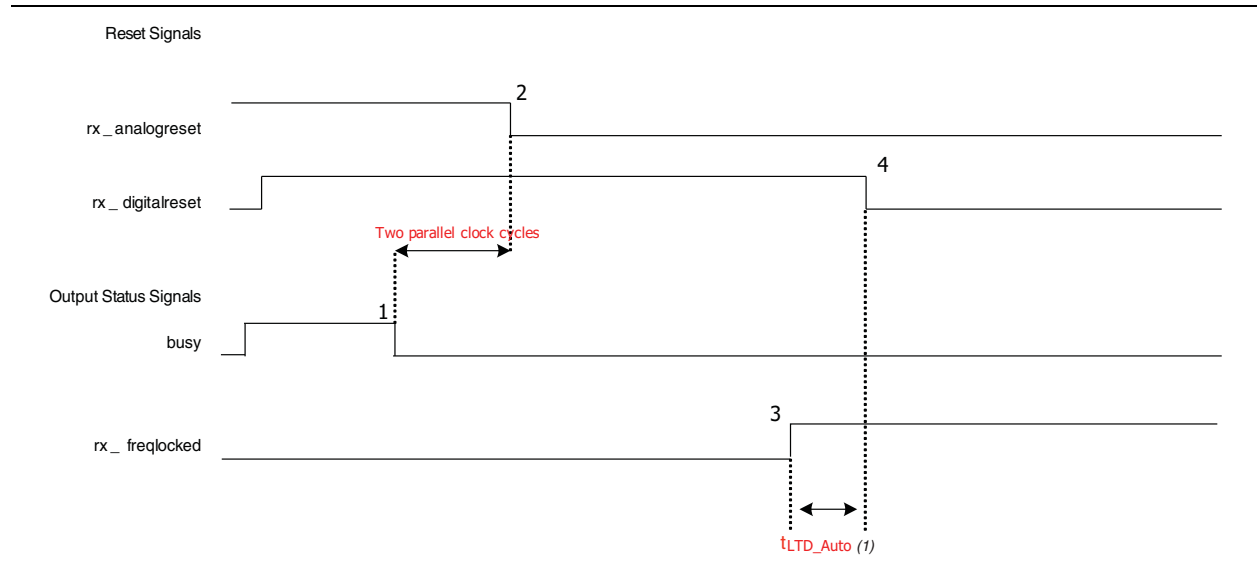 Reset Signals
2
rx _ analogreset
4
rx _ digitalreset
Two parallel clock cycles
Output Status Signals
1
busy
3
rx _ freqlocked
tLTD_Auto (1)